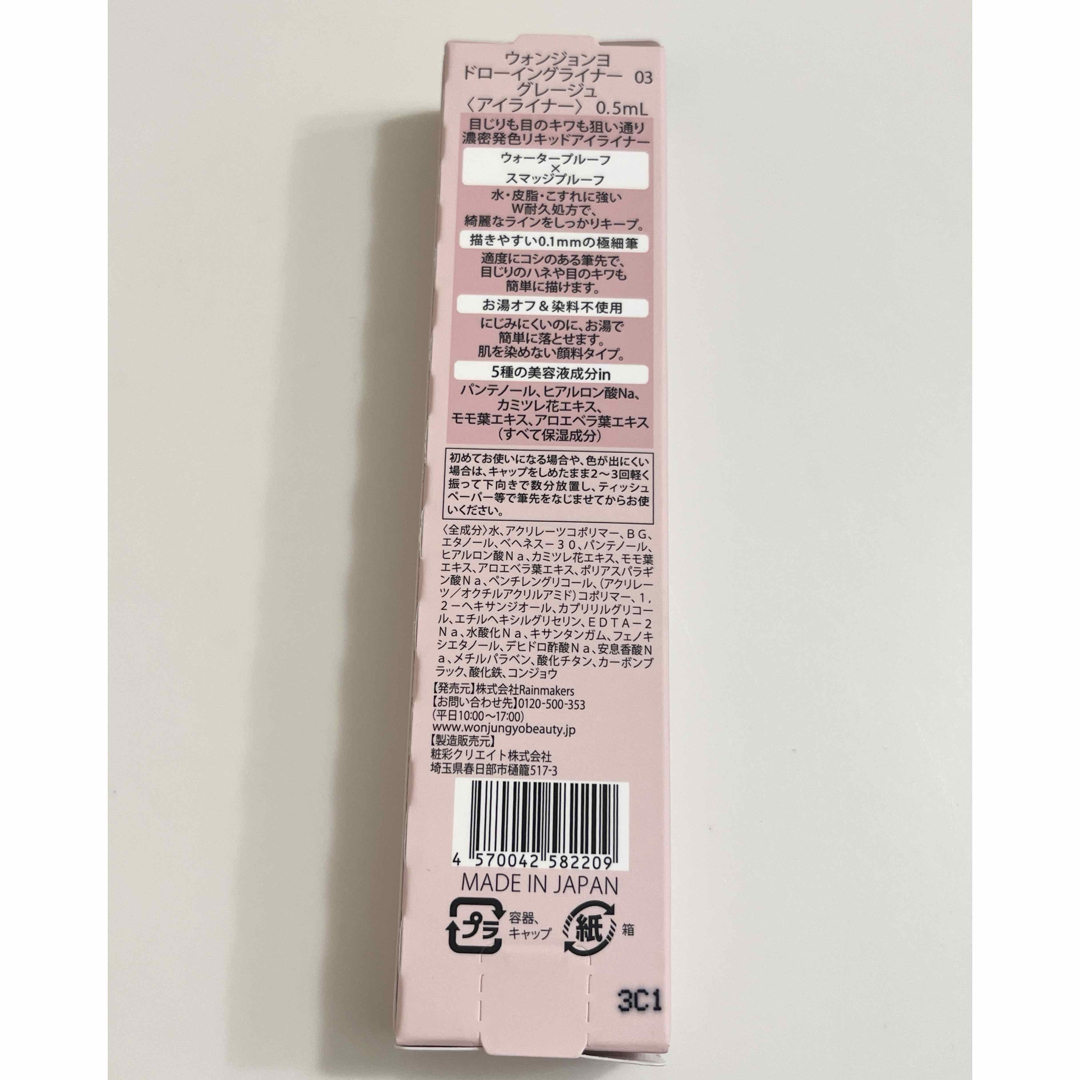 ウォンジョンヨ
ドローイングライナー 03
グレージュ
〈アイライナー〉 0.5mL
目じりも目のキワも狙い通り
濃密発色リキッドアイライナー
ウォータープルーフ
×
スマッジプルーフ
水・皮脂・こすれに強い
W耐久処方で、
綺麗なラインをしっかりキープ。
描きやすい0.1mmの極細筆
適度にコシのある筆先で、
目じりのハネや目のキワも
簡単に描けます。
お湯オフ＆染料不使用
にじみにくいのに、お湯で
簡単に落とせます。
肌を染めない顔料タイプ。
5種の美容液成分in
パンテノール、ヒアルロン酸Na、
カミツレ花エキス、
モモ葉エキス、アロエベラ葉エキス
(すべて保湿成分)
初めてお使いになる場合や、色が出にくい
場合は、キャップをしめたまま2～3回軽く
振って下向きで数分放置し、ティッシュ
ペーパー等で筆先をなじませてからお使
いください。
〈全成分〉水、アクリレーツコポリマー、ＢＧ、
エタノール、ベヘネス－３０、パンテノール、
ヒアルロン酸Ｎａ、カミツレ花エキス、モモ葉
エキス、アロエベラ葉エキス、ポリアスパラギ
ン酸Ｎａ、ペンチレングリコール、（アクリレー
ツ／オクチルアクリルアミド）コポリマー、１,
２－ヘキサンジオール、カプリリルグリコー
ル、エチルヘキシルグリセリン、ＥＤＴＡ－２
Ｎａ、水酸化Ｎａ、キサンタンガム、フェノキ
シエタノール、デヒドロ酢酸Ｎａ、安息香酸Ｎ
ａ、メチルパラベン、酸化チタン、カーボンブ
ラック、酸化鉄、コンジョウ
【発売元】株式会社Rainmakers
【お問い合わせ先】0120-500-353
(平日10:00～17:00)
www.wonjungyobeauty.jp
【製造販売元】
粧彩クリエイト株式会社
埼玉県春日部市樋籠517-3
4 570042 582209
MADE IN JAPAN
プラ 容器、
キャップ
紙 箱
3C1